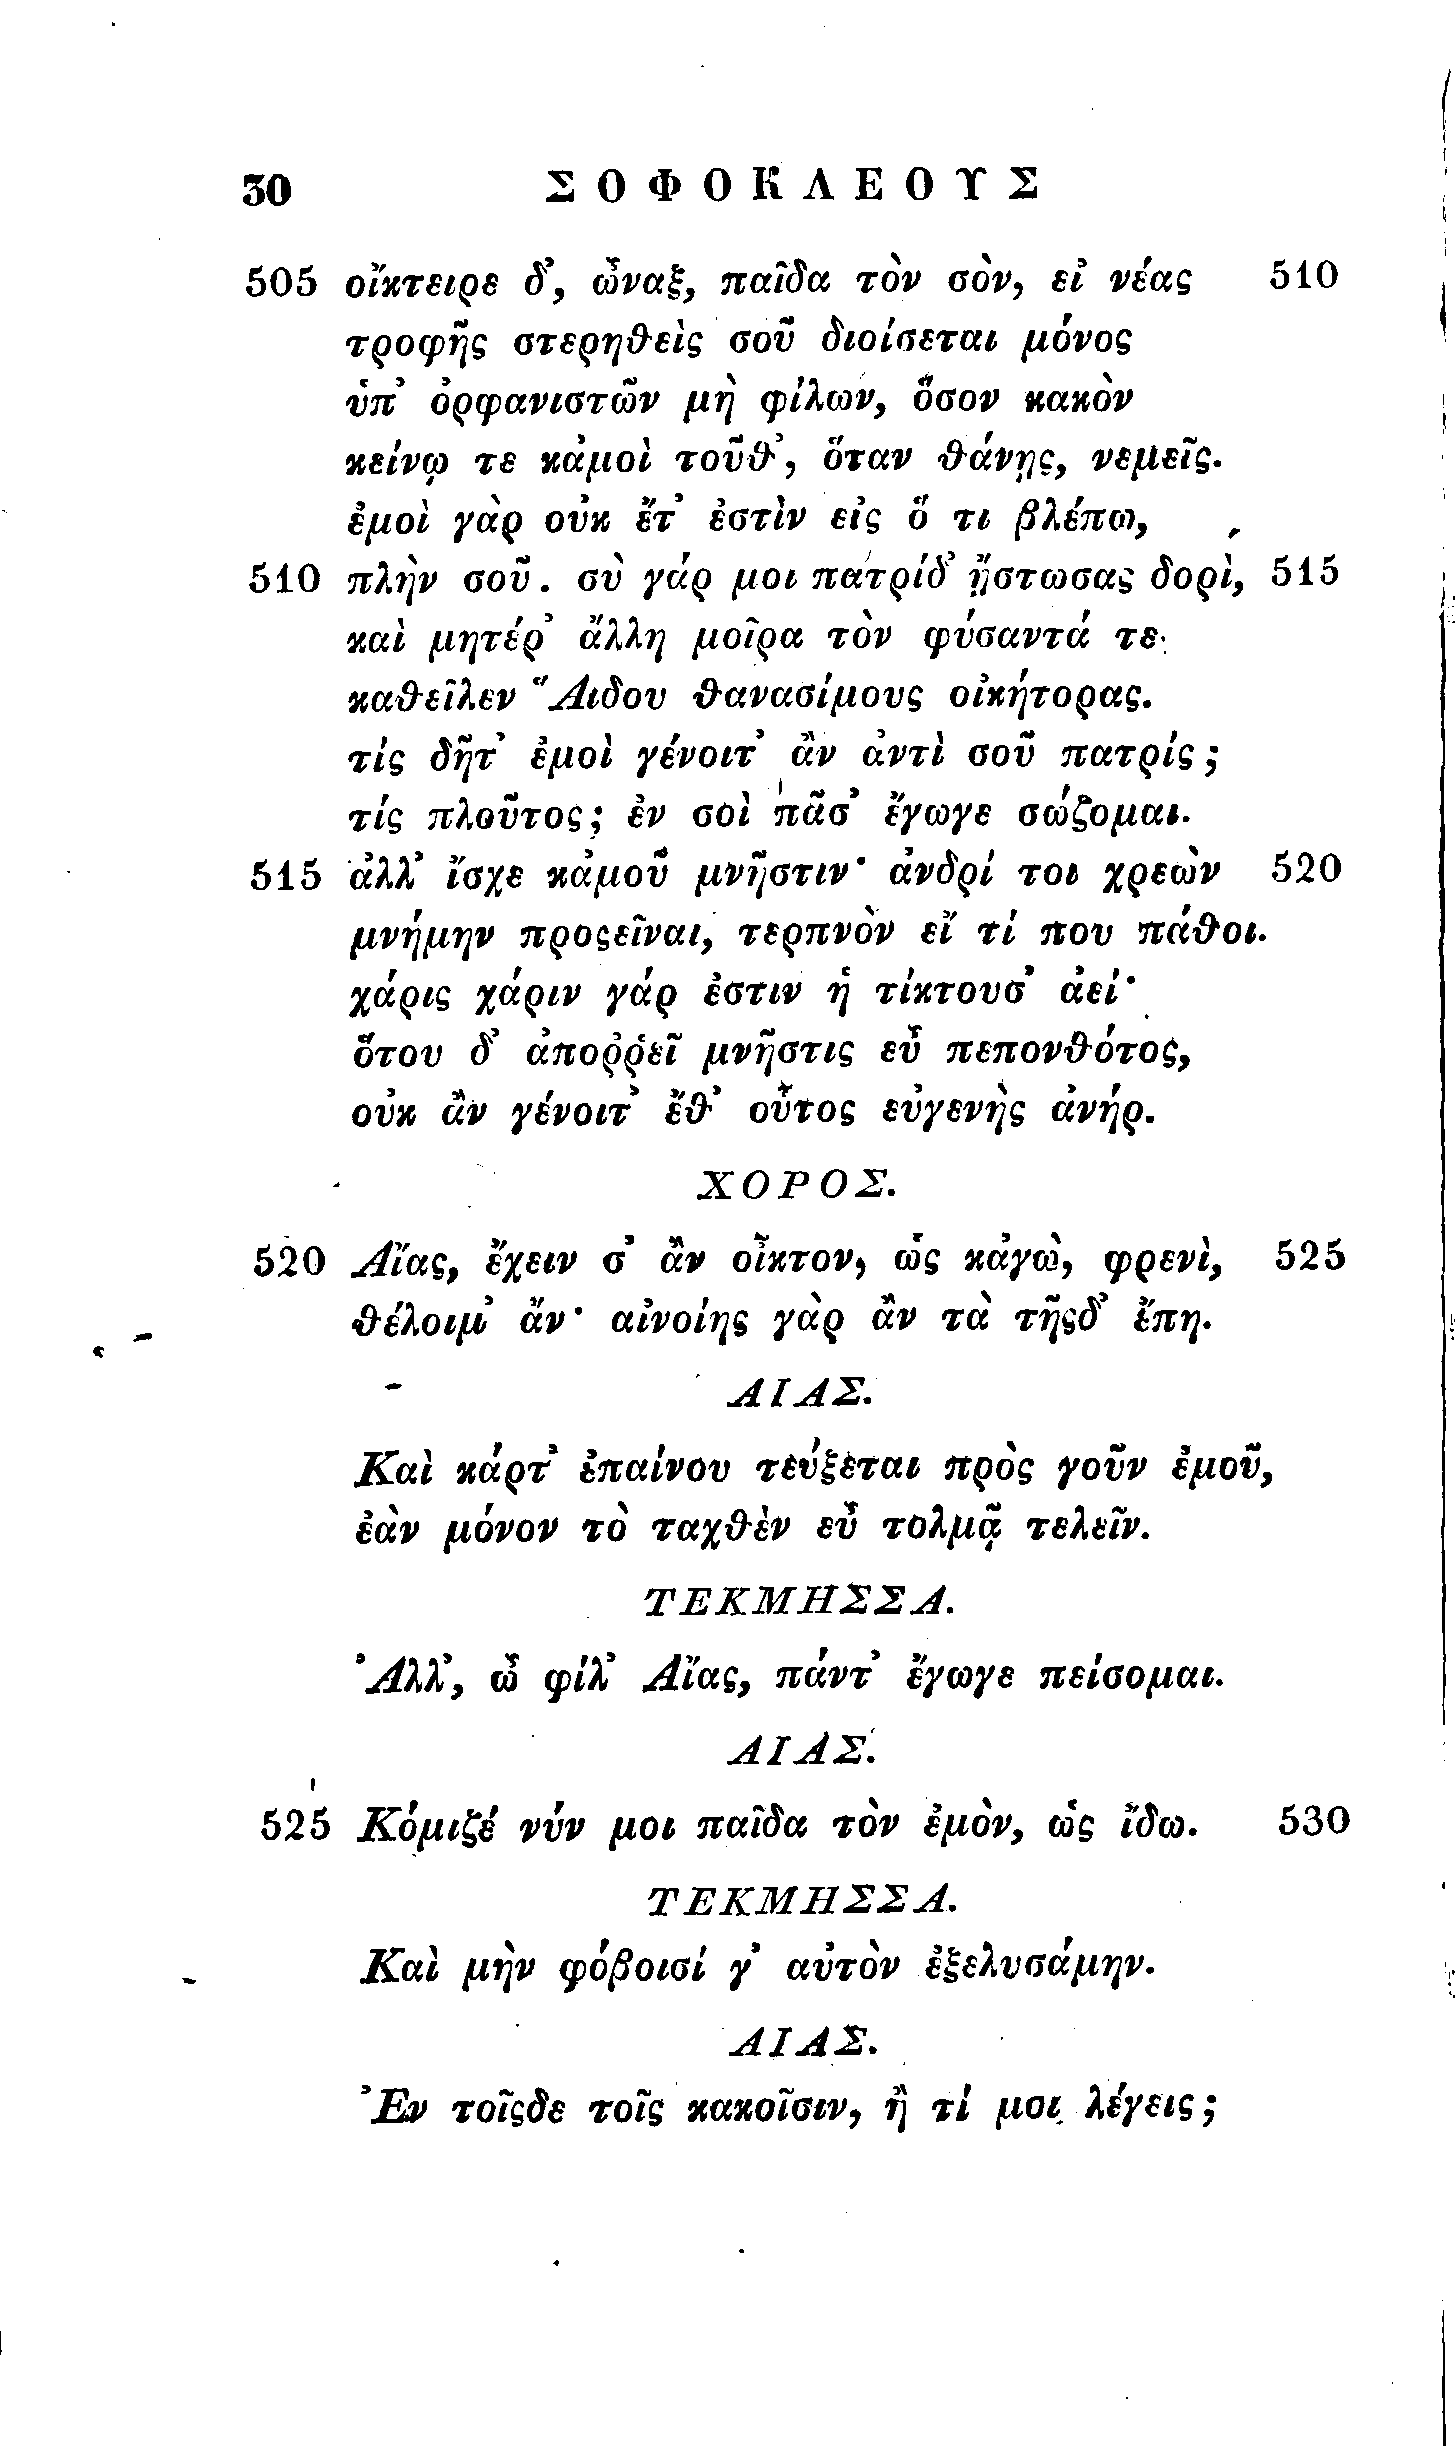 30 ΣΟΦΟΚΛΕΟΥΣ
505 οἴκτειρε δ’, ὦναξ, παῖδα τὸν σὸν, εἰ νέας 510
τροφῆς στερηθεὶς σοῦ διοίσεται μόνος
ὑπ’ ὀρφανιστῶν μὴ φίλων, ὅσον κακὸν
κείνῳ τε κἀμοὶ τοῦθ’, ὅταν θάνῃς, νεμεῖς.
ἐμοὶ γὰρ οὐκ ἔτ’ ἐστὶν εἰς ὅ τι βλέπω,
510 πλὴν σοῦ. σὺ γάρ μοι πατρίδ’ ᾔστωσας δορὶ, 515
καὶ μητέρ’ ἄλλη μοῖρα τὸν φύσαντά τε
καθεῖλεν Ἅιδου θανασίμους οἰκήτορας.
τίς δῆτ’ ἐμοὶ γένοιτ’ ἂν ἀντὶ σοῦ πατρίς;
τίς πλοῦτος; ἐν σοὶ πᾶσ’ ἔγωγε σώζομαι.
515 ἀλλ’ ἴσχε κἀμοῦ μνῆστιν· ἀνδρί τοι χρεὼν 520
μνήμην προςεῖναι, τερπνὸν εἴ τί που πάθοι.
χάρις χάριν γάρ ἐστιν ἡ τίκτουσ’ ἀεί·
ὅτου δ’ ἀποῤῥεῖ μνῆστις εὖ πεπονθότος,
οὐκ ἂν γένοιτ’ ἔθ’ οὗτος εὐγενὴς ἀνήρ.
ΧΟΡΟΣ.
520 Αἴας, ἔχειν σ’ ἂν οἶκτον, ὡς κἀγὼ, φρενὶ, 525
θέλοιμ’ ἄν· αἰνοίης γὰρ ἂν τὰ τῆςδ’ ἔπη.
ΑΙΑΣ.
Καὶ κάρτ’ ἐπαίνου τεύξεται πρὸς γοῦν ἐμοῦ,
ἐὰν μόνον τὸ ταχθὲν εὖ τολμᾷ τελεῖν.
ΤΕΚΜΗΣΣΑ.
Ἀλλ’, ὦ φίλ’ Αἴας, πάντ’ ἔγωγε πείσομαι.
ΑΙΑΣ.
525 Κόμιζέ νύν μοι παῖδα τὸν ἐμὸν, ὡς ἴδω. 530
ΤΕΚΜΗΣΣΑ.
Καὶ μὴν φόβοισί γ’ αὐτὸν ἐξελυσάμην.
ΑΙΑΣ.
Ἐν τοῖςδε τοῖς κακοῖσιν, ἢ τί μοι λέγεις;